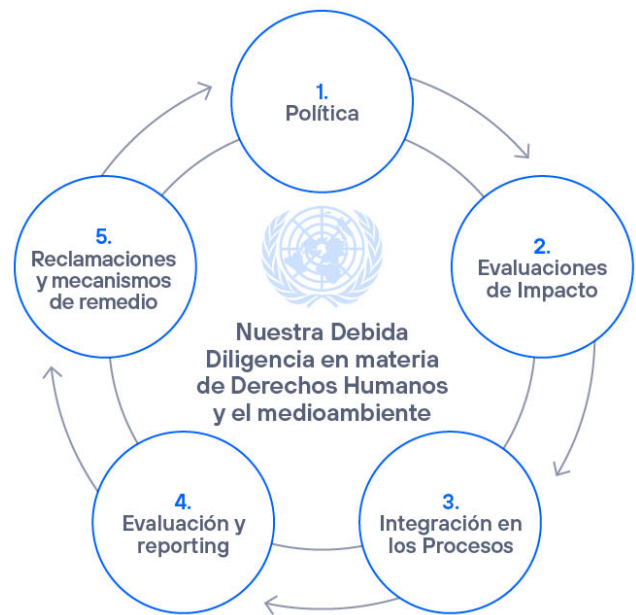 1.
Política
2.
Evaluaciones
de Impacto
3.
Integración en
los Procesos
4.
Evaluación y
reporting
5.
Reclamaciones
y mecanismos
de remedio
Nuestra Debida
Diligencia en materia
de Derechos Humanos
y el medioambiente